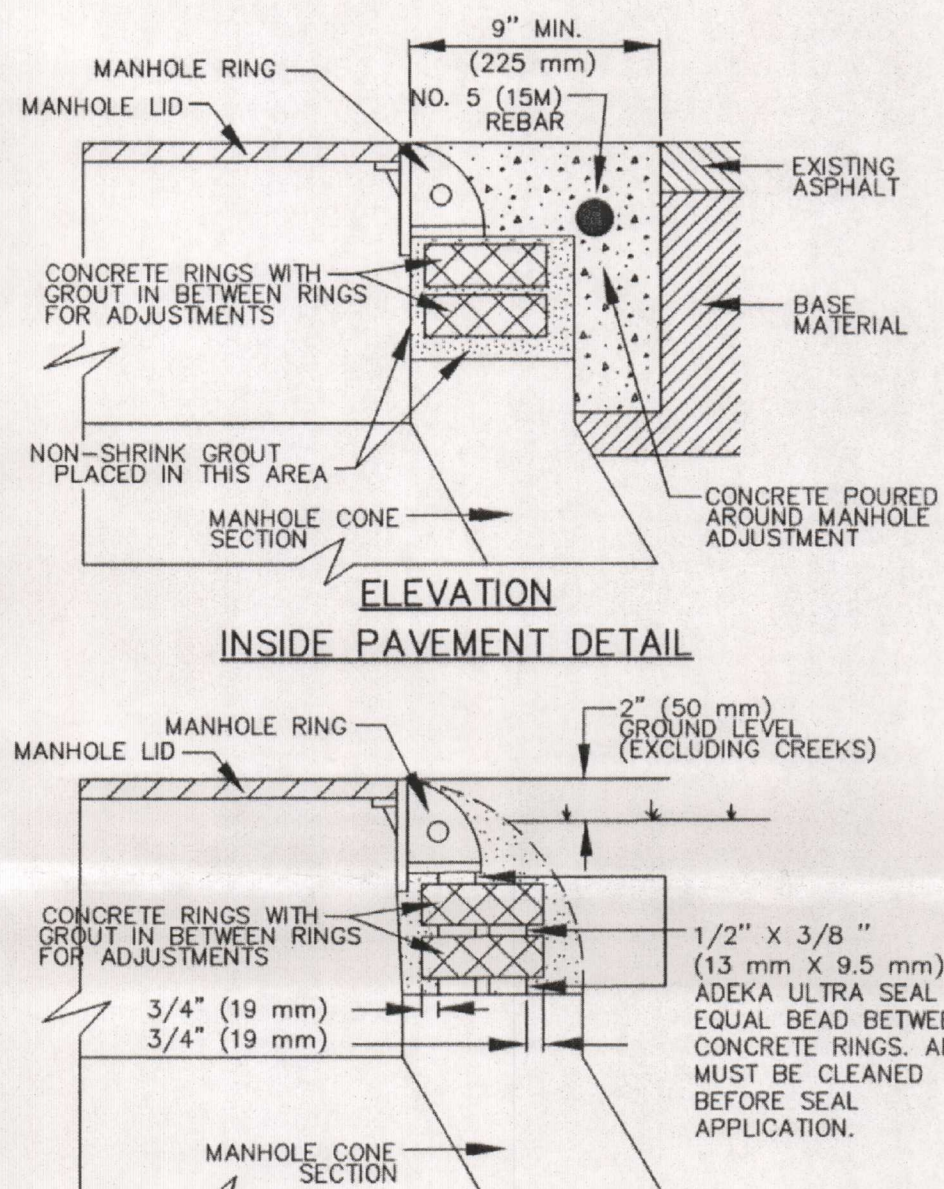 9" MIN.
(225 mm)
MANHOLE RING
MANHOLE LID
NO. 5 (15M)
REBAR
EXISTING
ASPHALT
CONCRETE RINGS WITH
GROUT IN BETWEEN RINGS
FOR ADJUSTMENTS
BASE
MATERIAL
NON-SHRINK GROUT
PLACED IN THIS AREA
MANHOLE CONE
SECTION
CONCRETE POURED
AROUND MANHOLE
ADJUSTMENT
ELEVATION
INSIDE PAVEMENT DETAIL
2" (50 mm)
GROUND LEVEL
(EXCLUDING CREEKS)
MANHOLE RING
MANHOLE LID
CONCRETE RINGS WITH
GROUT IN BETWEEN RINGS
FOR ADJUSTMENTS
3/4" (19 mm)
3/4" (19 mm)
1/2" X 3/8 "
(13 mm X 9.5 mm)
ADEKA ULTRA SEAL
EQUAL BEAD
CONCRETE RINGS.
MUST BE CLEANED
BEFORE SEAL
APPLICATION.
MANHOLE CONE
SECTION